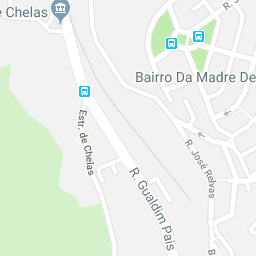 e Chelas
R.
Bairro Da Madre De
Estr. de Chelas
R. José Relvas
R. Gualdim Pais
B